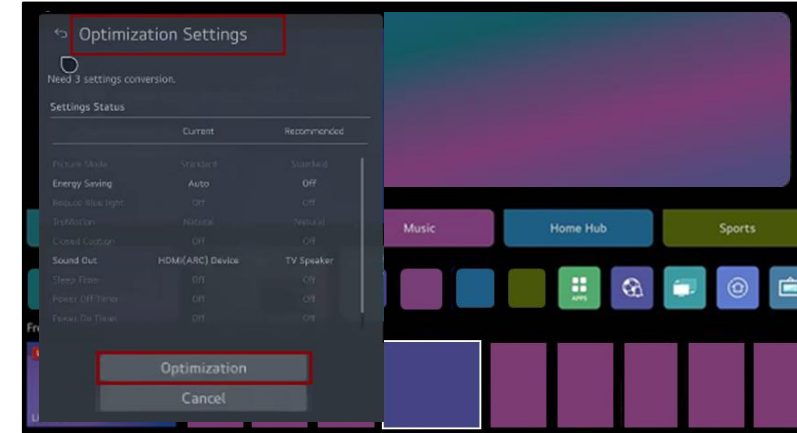 Optimization Settings
Need 3 settings conversion.
Settings Status
Current Recommended
Picture Mode Standard Standard
Energy Saving Auto Off
Reduce Blue light Off Off
TruMotion Natural Natural
Closed Caption Off Off
Sound Out HDMI(ARC) Device TV Speaker
Sleep Timer Off Off
Power Off Timer Off Off
Power On Timer Off Off
Optimization
Cancel
Music Home Hub Sports
APPS